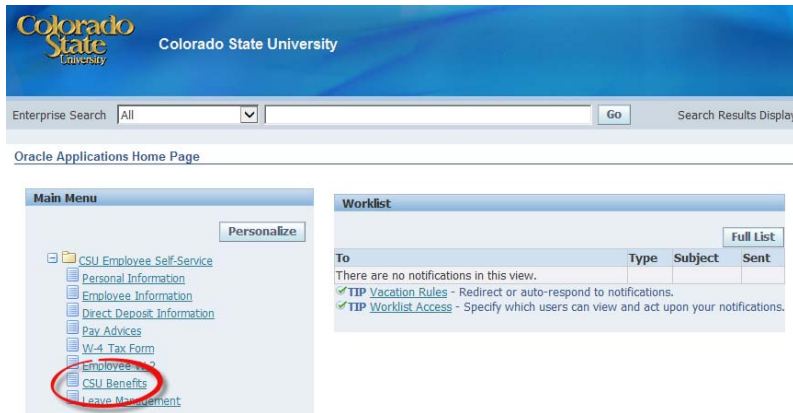 Colorado
State
University
Colorado State University
Enterprise Search All Go Search Results Display
Oracle Applications Home Page
Main Menu
Personalize
CSU Employee Self-Service
Personal Information
Employee Information
Direct Deposit Information
Pay Advices
W-4 Tax Form
Employee W-2
CSU Benefits
Leave Management
Worklist
Full List
To Type Subject Sent
There are no notifications in this view.
TIP Vacation Rules - Redirect or auto-respond to notifications.
TIP Worklist Access - Specify which users can view and act upon your notifications.